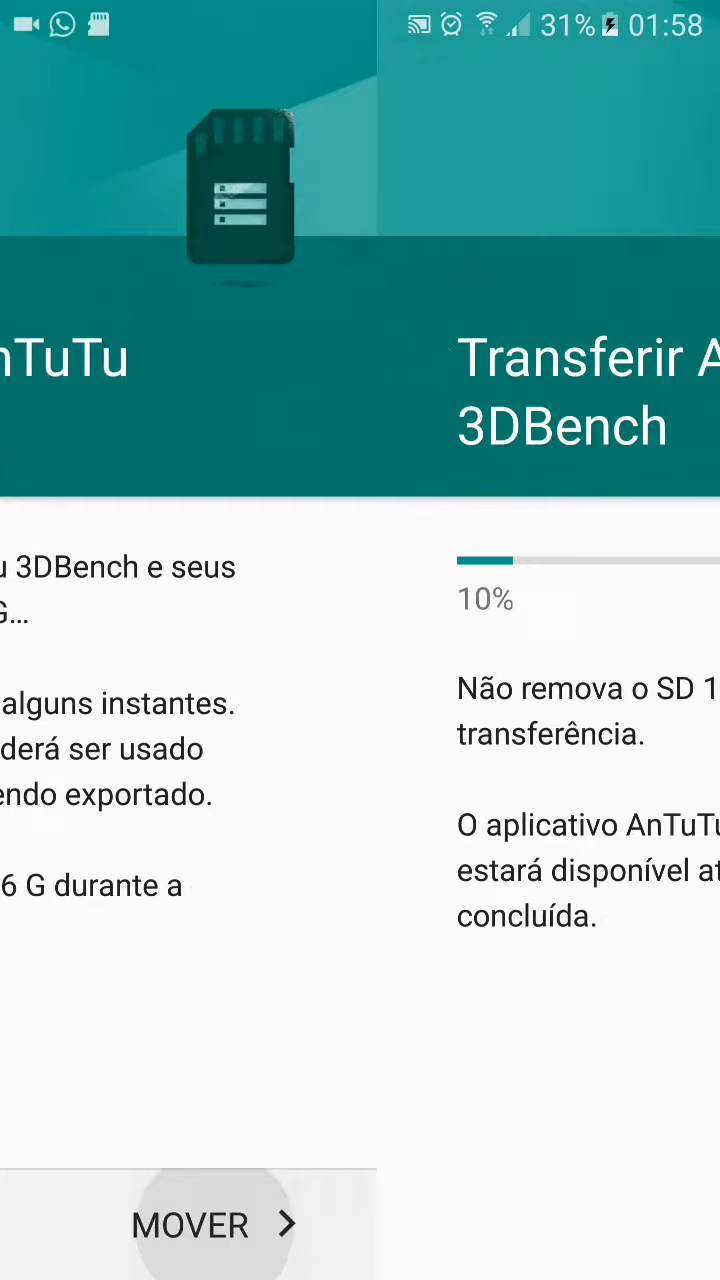 31% 01:58
nTuTu
u 3DBench e seus
G...
alguns instantes.
derá ser usado
endo exportado.
6 G durante a
MOVER
Transferir A
3DBench
10%
Não remova o SD 1
transferência.
O aplicativo AnTuTu
estará disponível at
concluída.